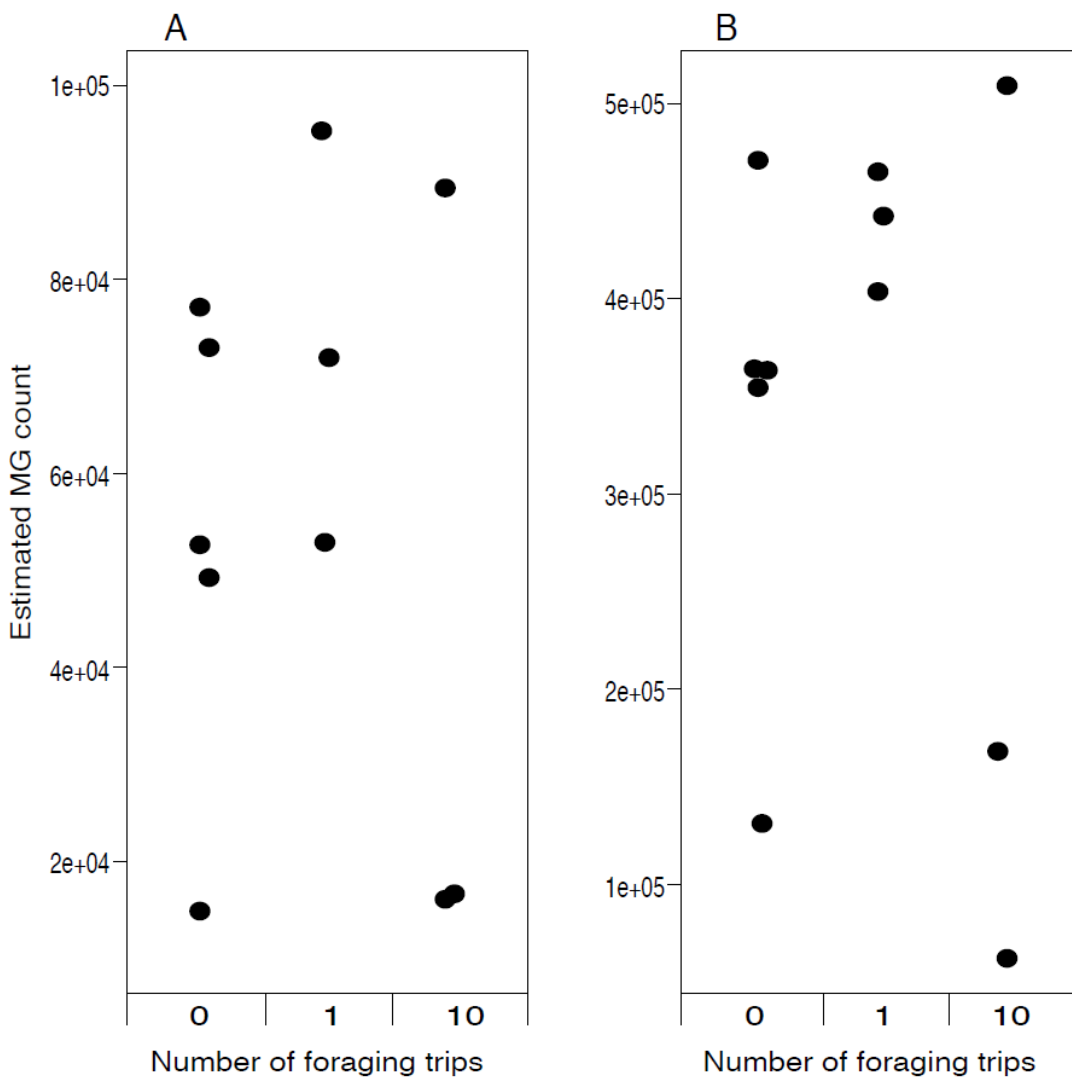 A
B
Estimated MG count
1e+05
8e+04
6e+04
4e+04
2e+04
0 1 10
Number of foraging trips
5e+05
4e+05
3e+05
2e+05
1e+05
0 1 10
Number of foraging trips